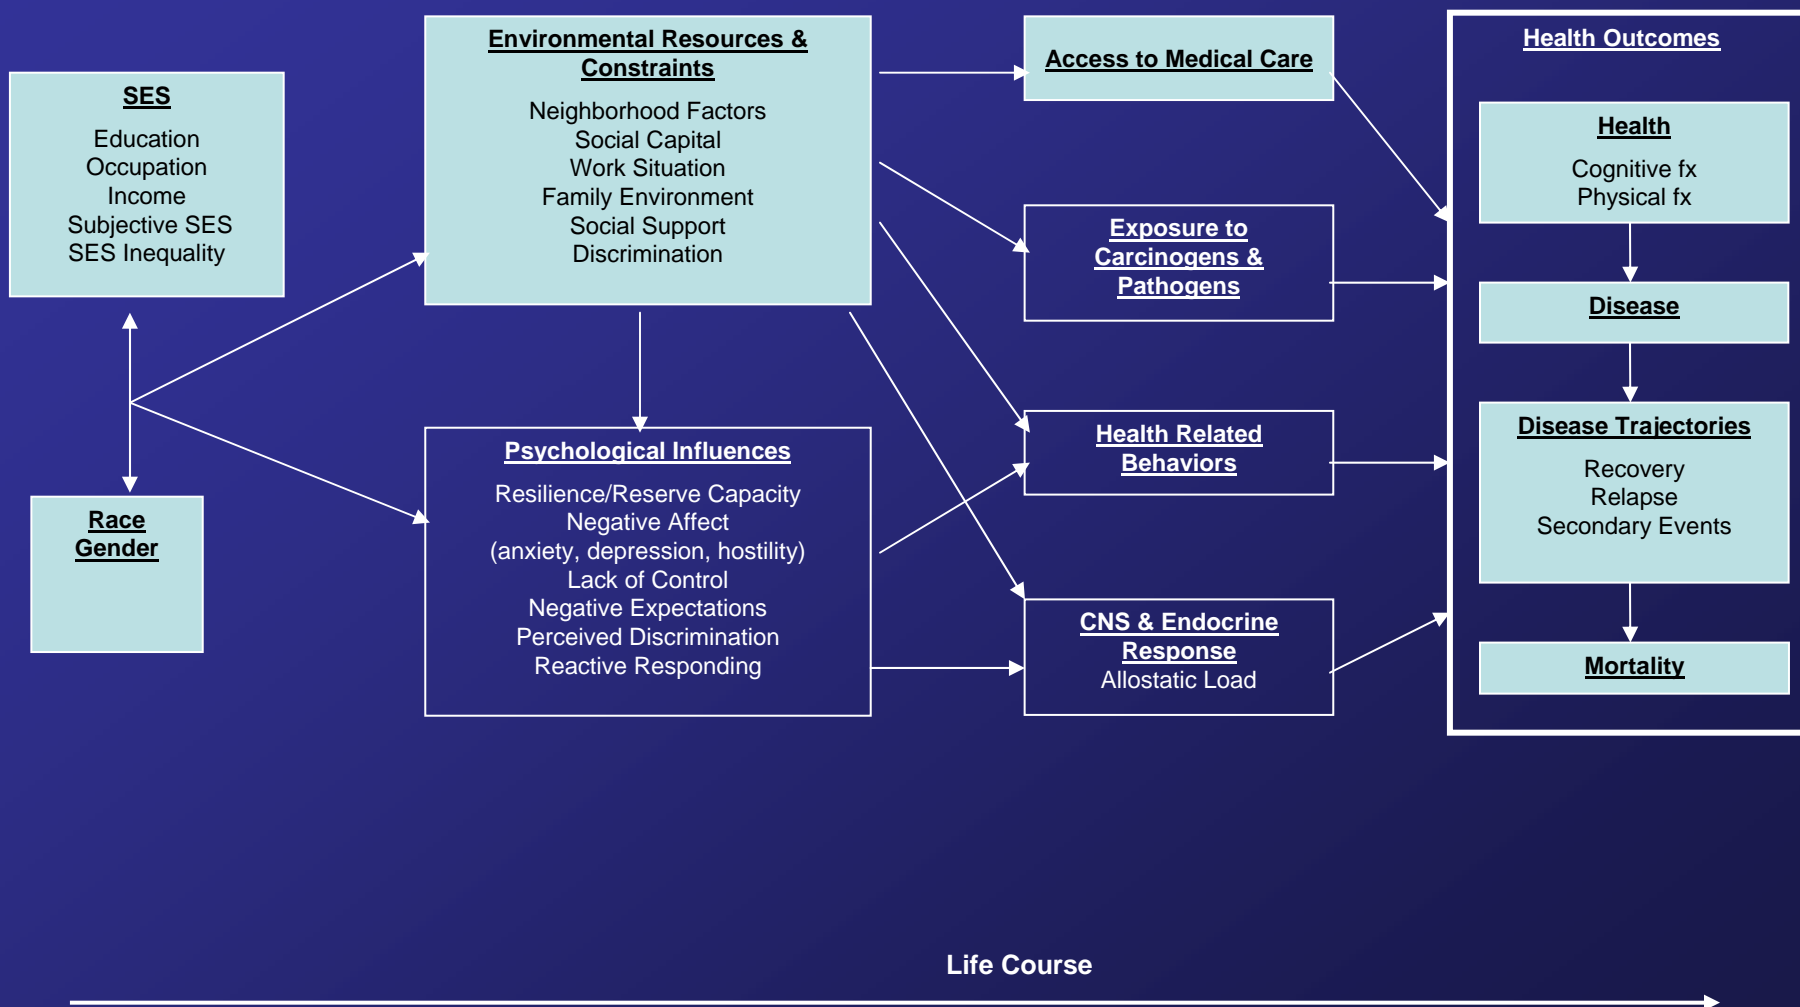 SES
Education
Occupation
Income
Subjective SES
SES Inequality
Race
Gender
Environmental Resources &
Constraints
Neighborhood Factors
Social Capital
Work Situation
Family Environment
Social Support
Discrimination
Psychological Influences
Resilience/Reserve Capacity
Negative Affect
(anxiety, depression, hostility)
Lack of Control
Negative Expectations
Perceived Discrimination
Reactive Responding
Access to Medical Care
Exposure to
Carcinogens &
Pathogens
Health Related
Behaviors
CNS & Endocrine
Response
Allostatic Load
Health Outcomes
Health
Cognitive fx
Physical fx
Disease
Disease Trajectories
Recovery
Relapse
Secondary Events
Mortality
Life Course